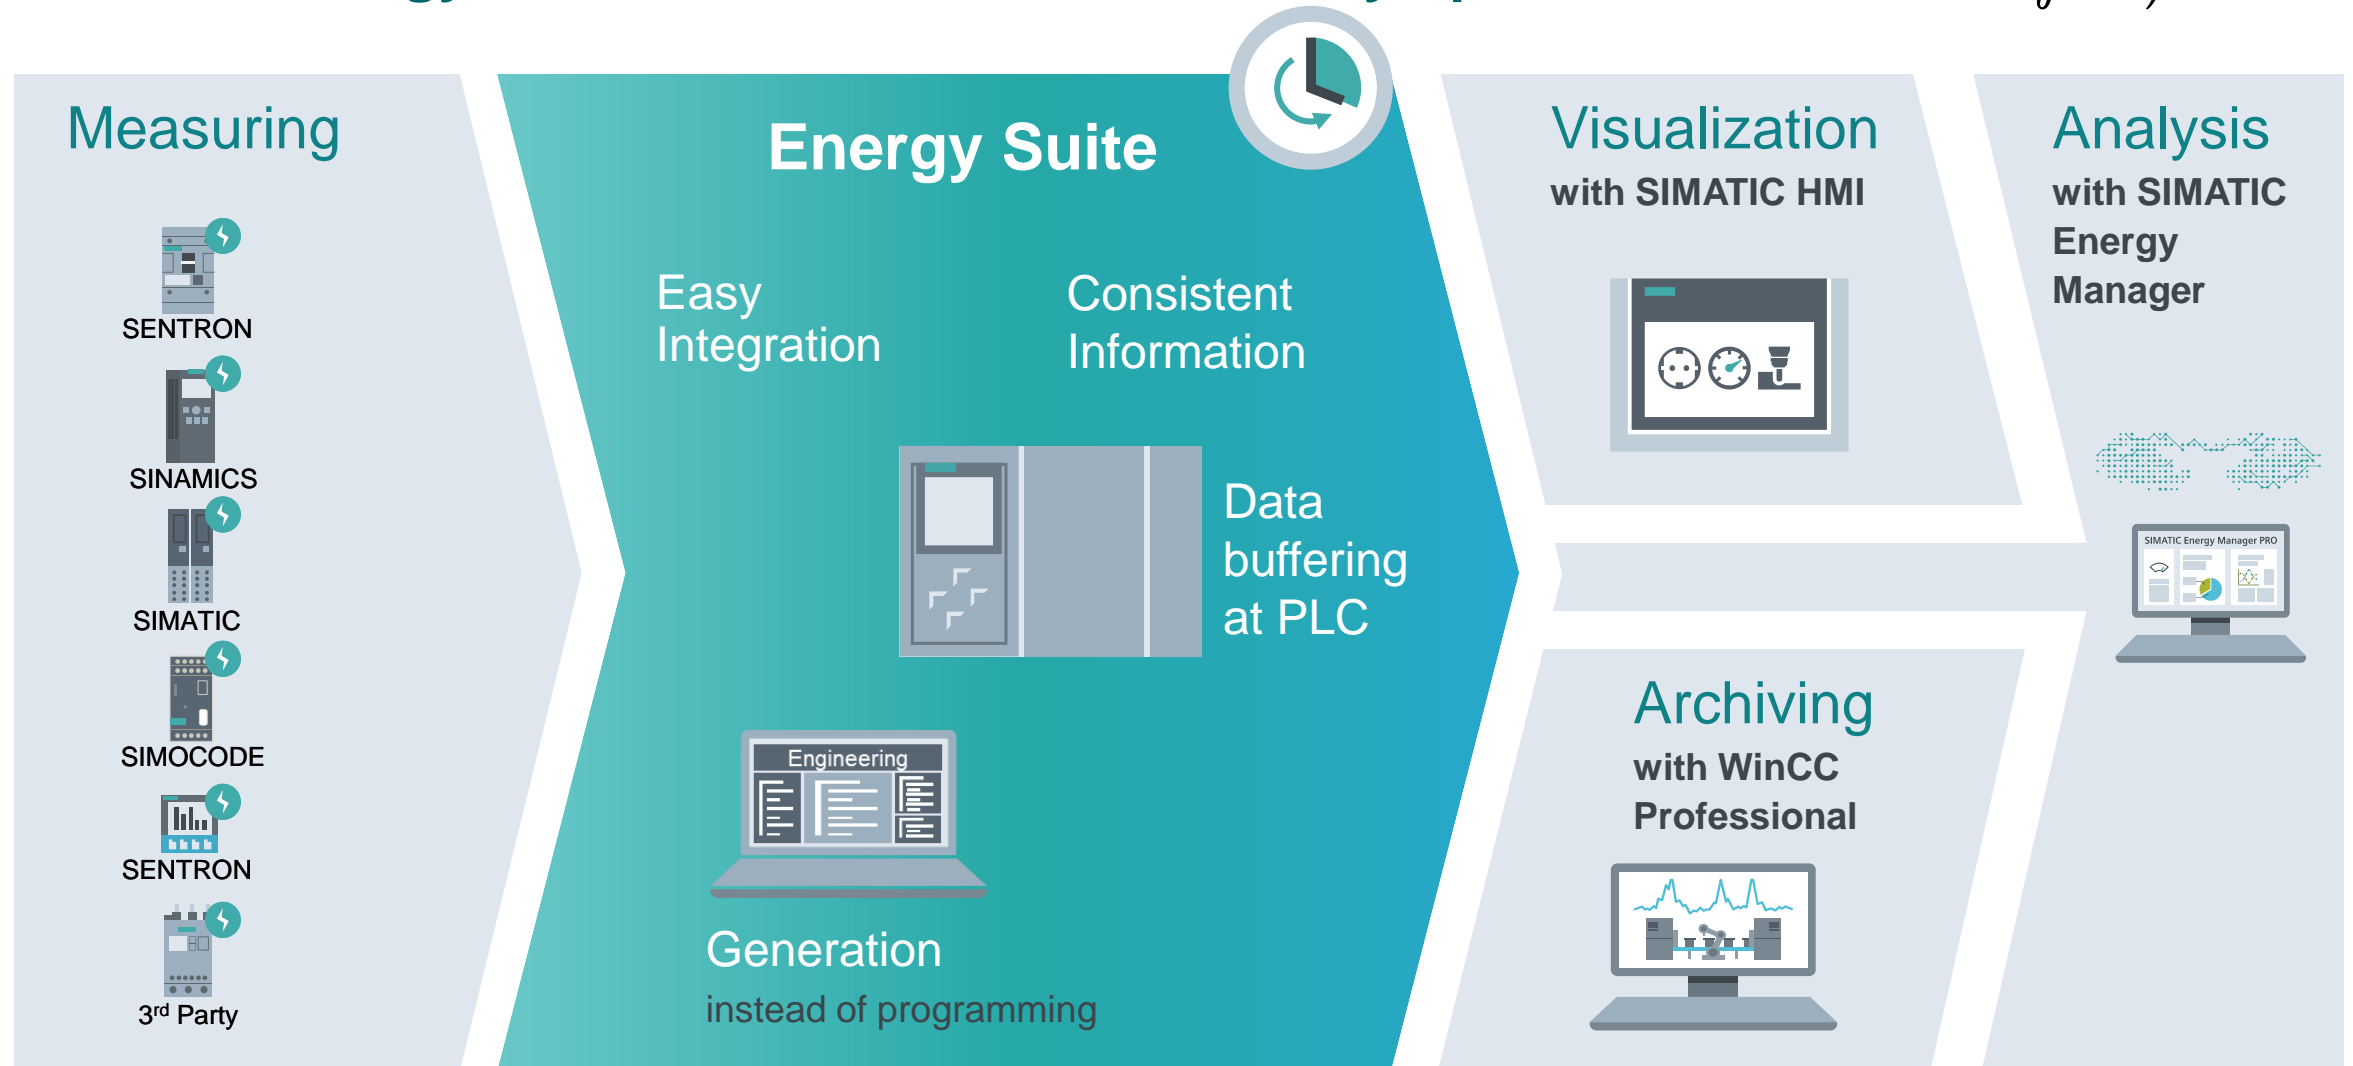 Measuring
SENTRON
SINAMICS
SIMATIC
SIMOCODE
SENTRON
3rd Party
Energy Suite
Easy
Integration
Consistent
Information
Data
buffering
at PLC
Engineering
Generation
instead of programming
Visualization
with SIMATIC HMI
Archiving
with WinCC
Professional
Analysis
with SIMATIC
Energy
Manager
SIMATIC Energy Manager PRO